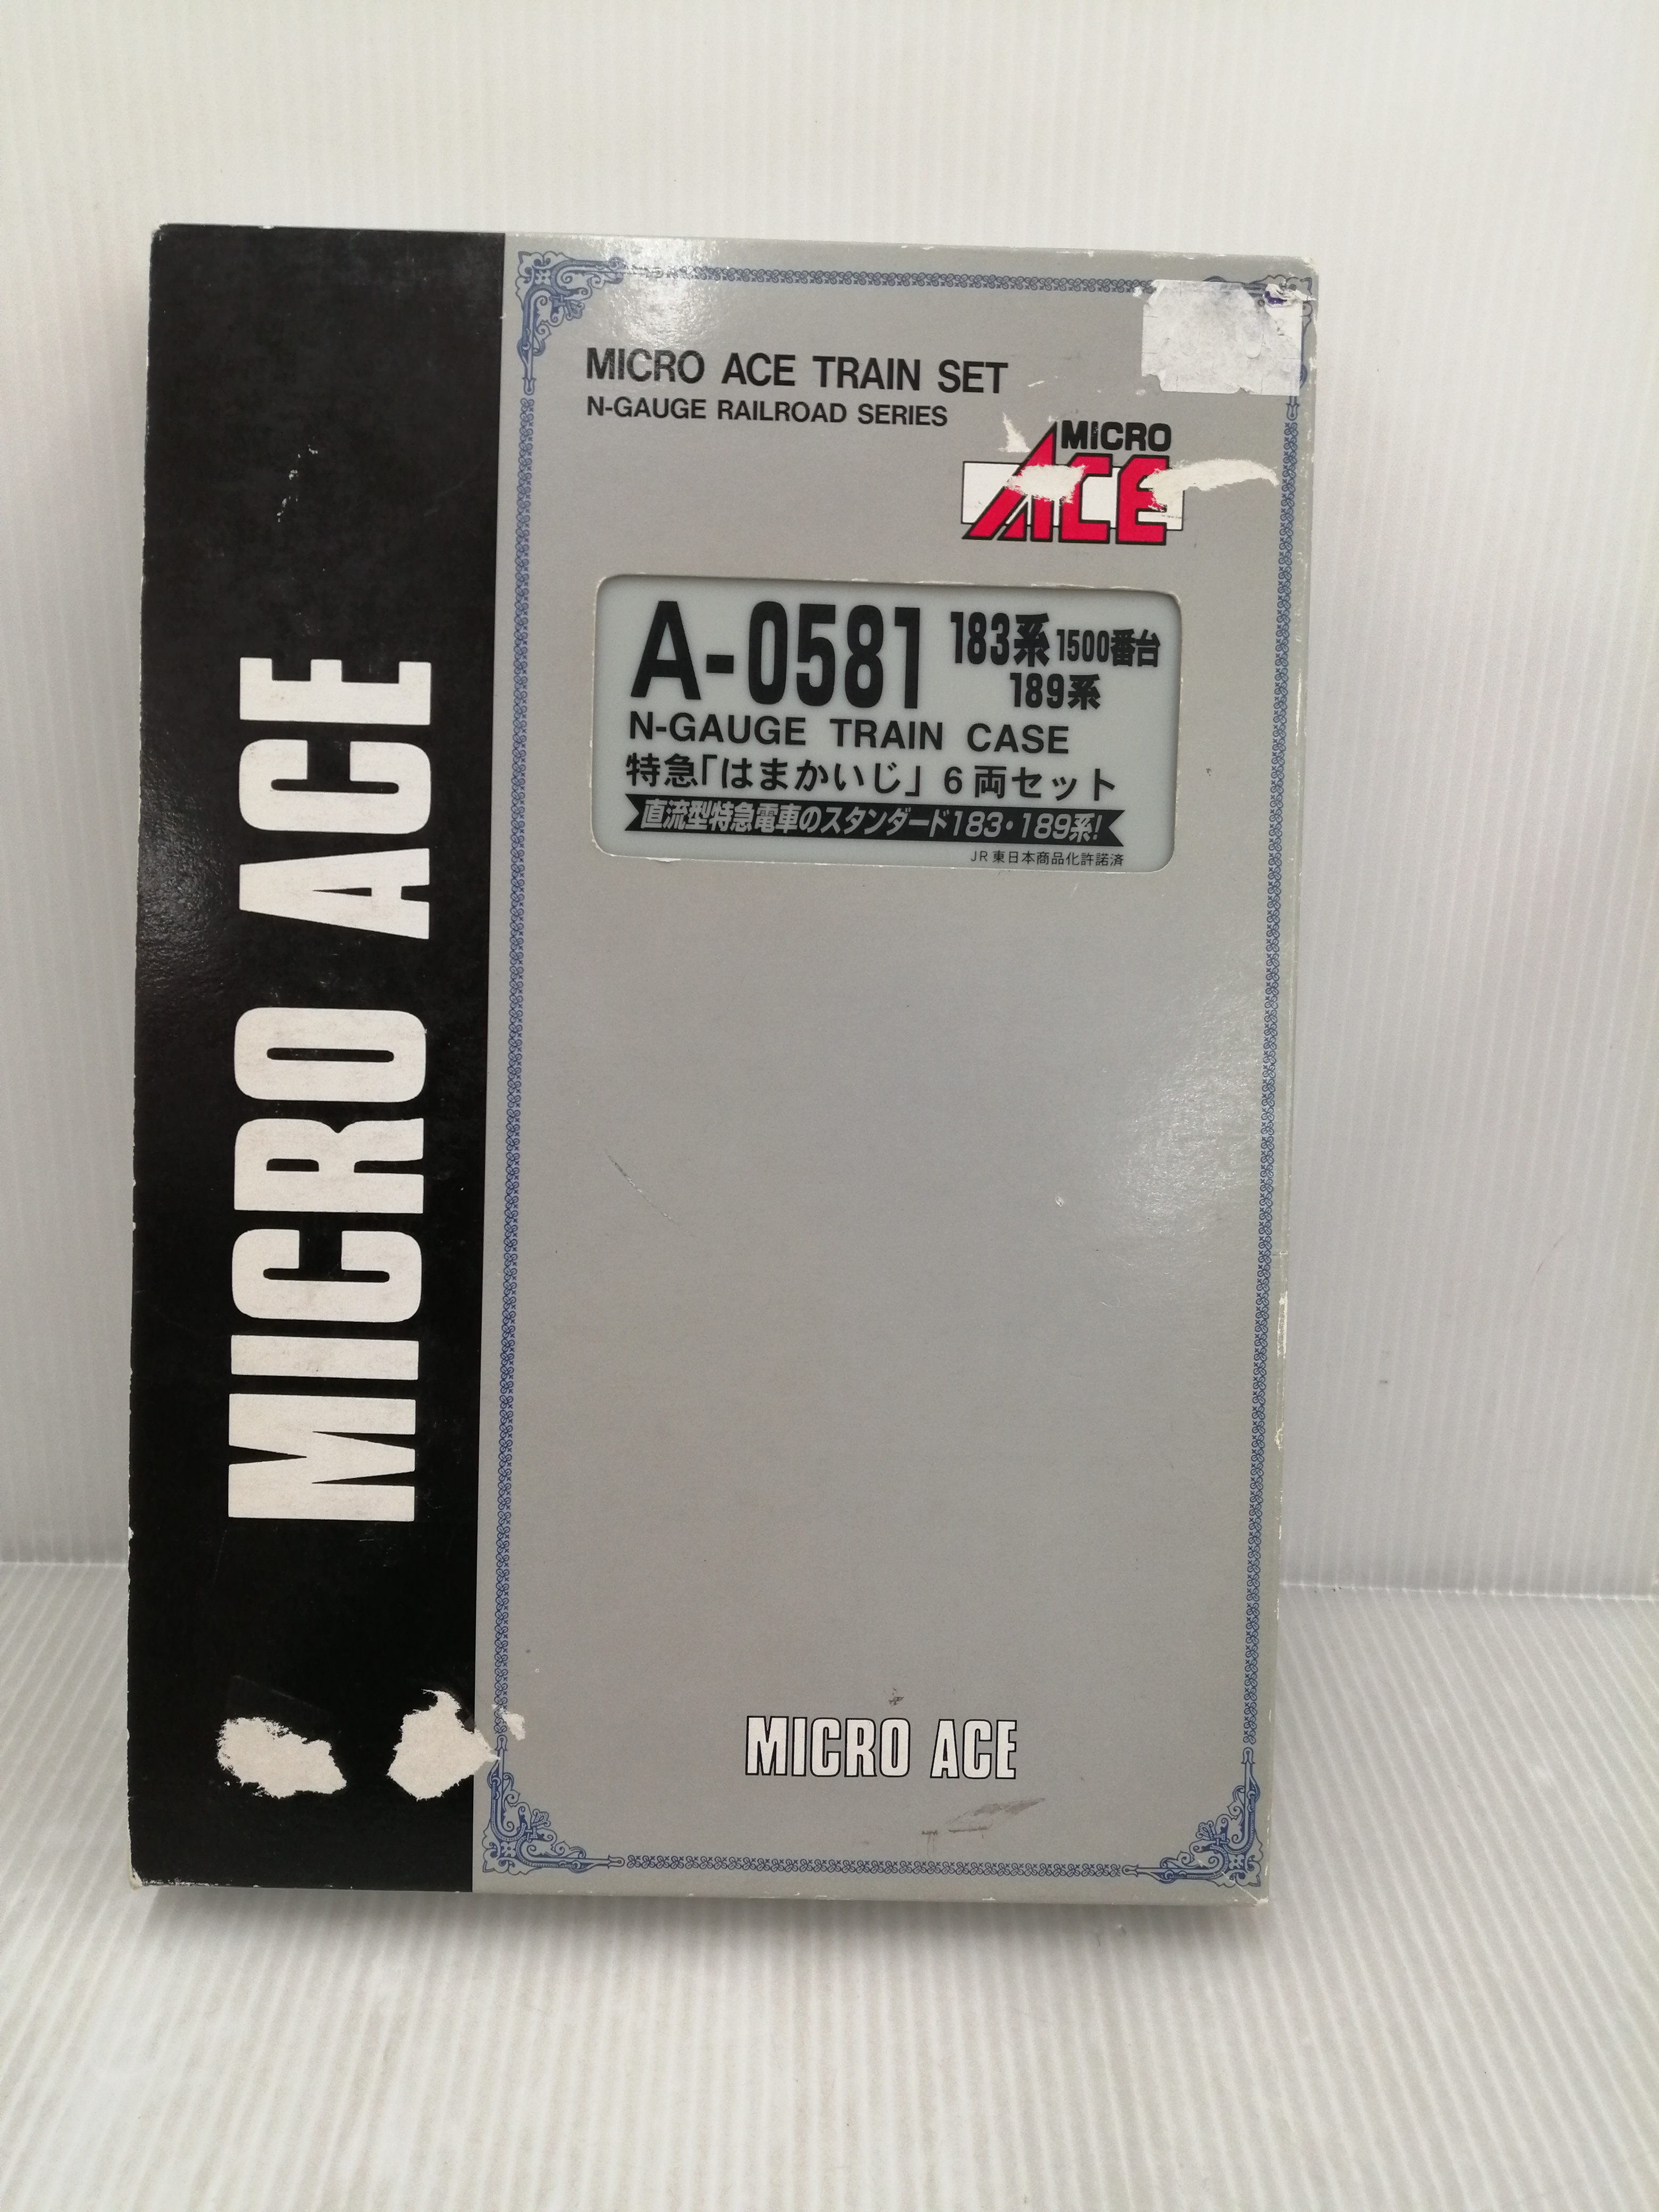 MICRO ACE
MICRO ACE TRAIN SET
N-GAUGE RAILROAD SERIES
MICRO
ACE
A-0581 183系 1500番台
189系
N-GAUGE TRAIN CASE
特急「はまかいじ」6両セット
直流型特急電車のスタンダード183・189系!
JR東日本商品化許諾済
MICRO ACE